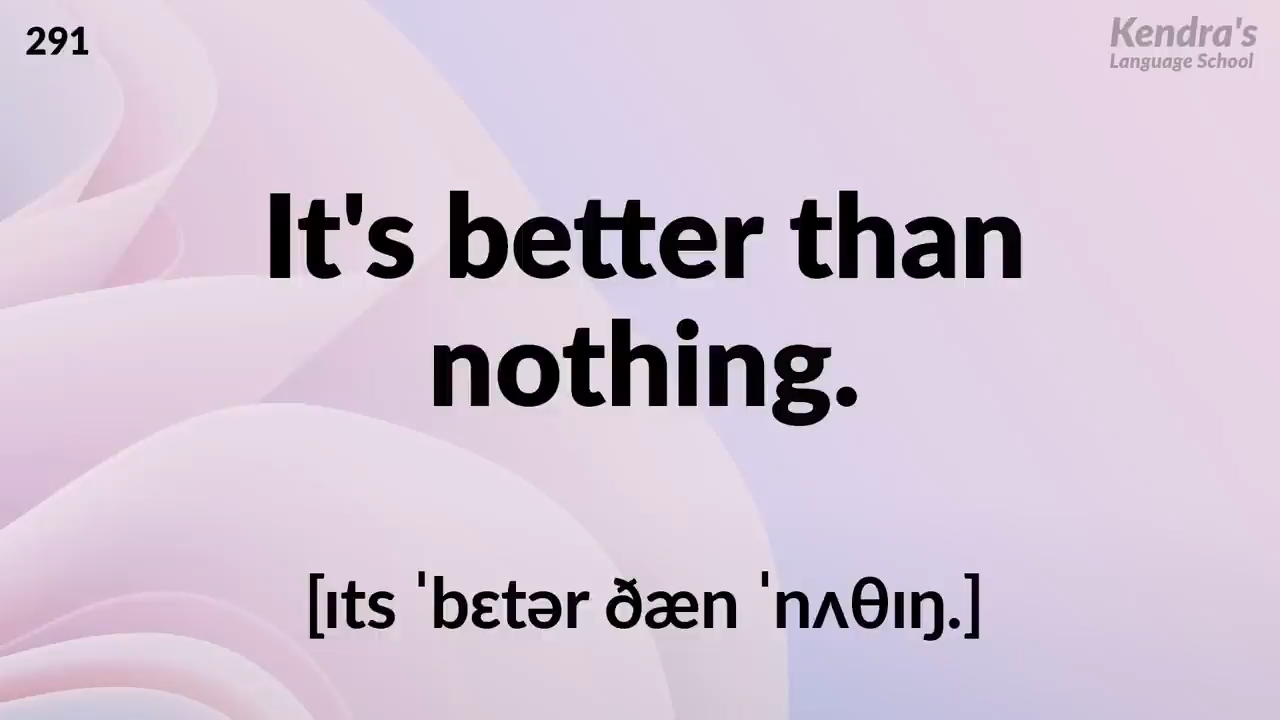 291
Kendra's
Language School
It's better than
nothing.
[ɪts ˈbɛtər ðæn ˈnʌθɪŋ.]